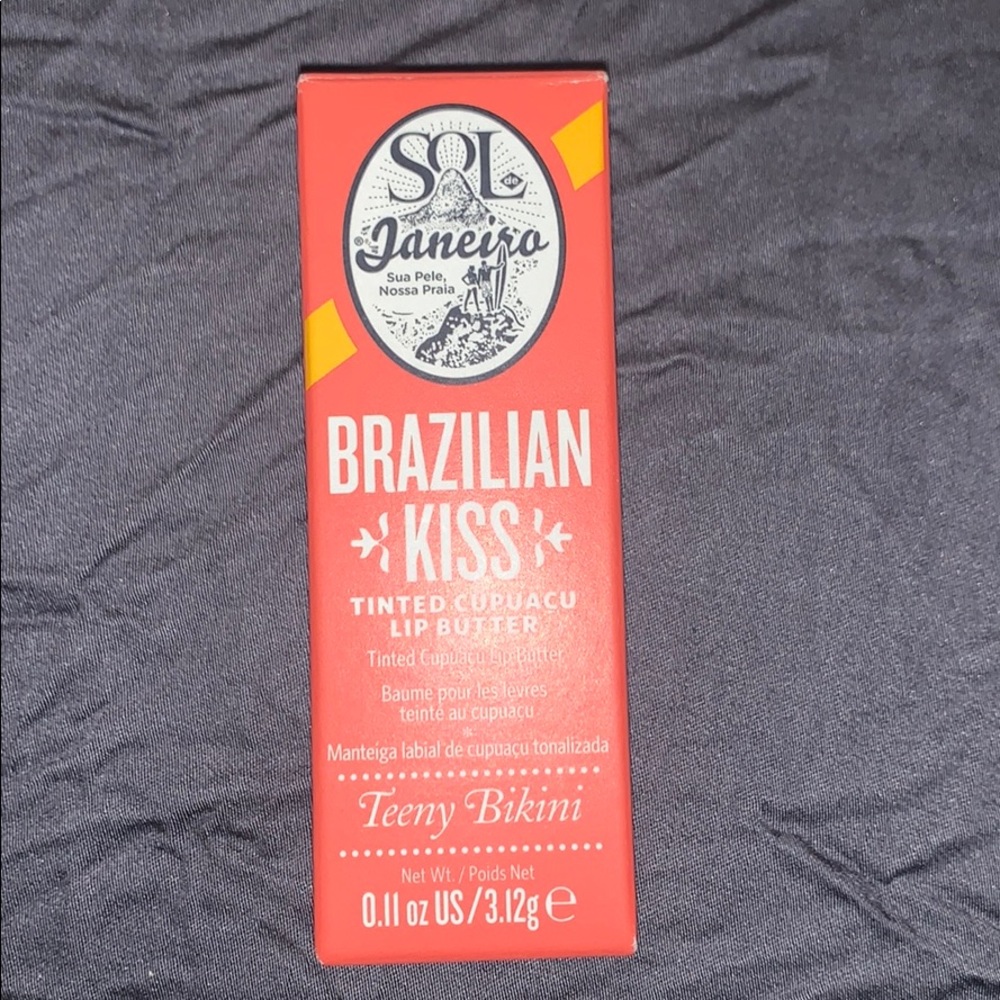 SOL de
Janeiro®
Sua Pele,
Nossa Praia
BRAZILIAN
KISS
TINTED CUPUAÇU
LIP BUTTER
Tinted Cupuaçu Lip Butter
Baume pour les lèvres
teinté au cupuaçu
*
Manteiga labial de cupuaçu tonalizada
Teeny Bikini
Net Wt. / Poids Net
0.11 oz US/3.12g ℮